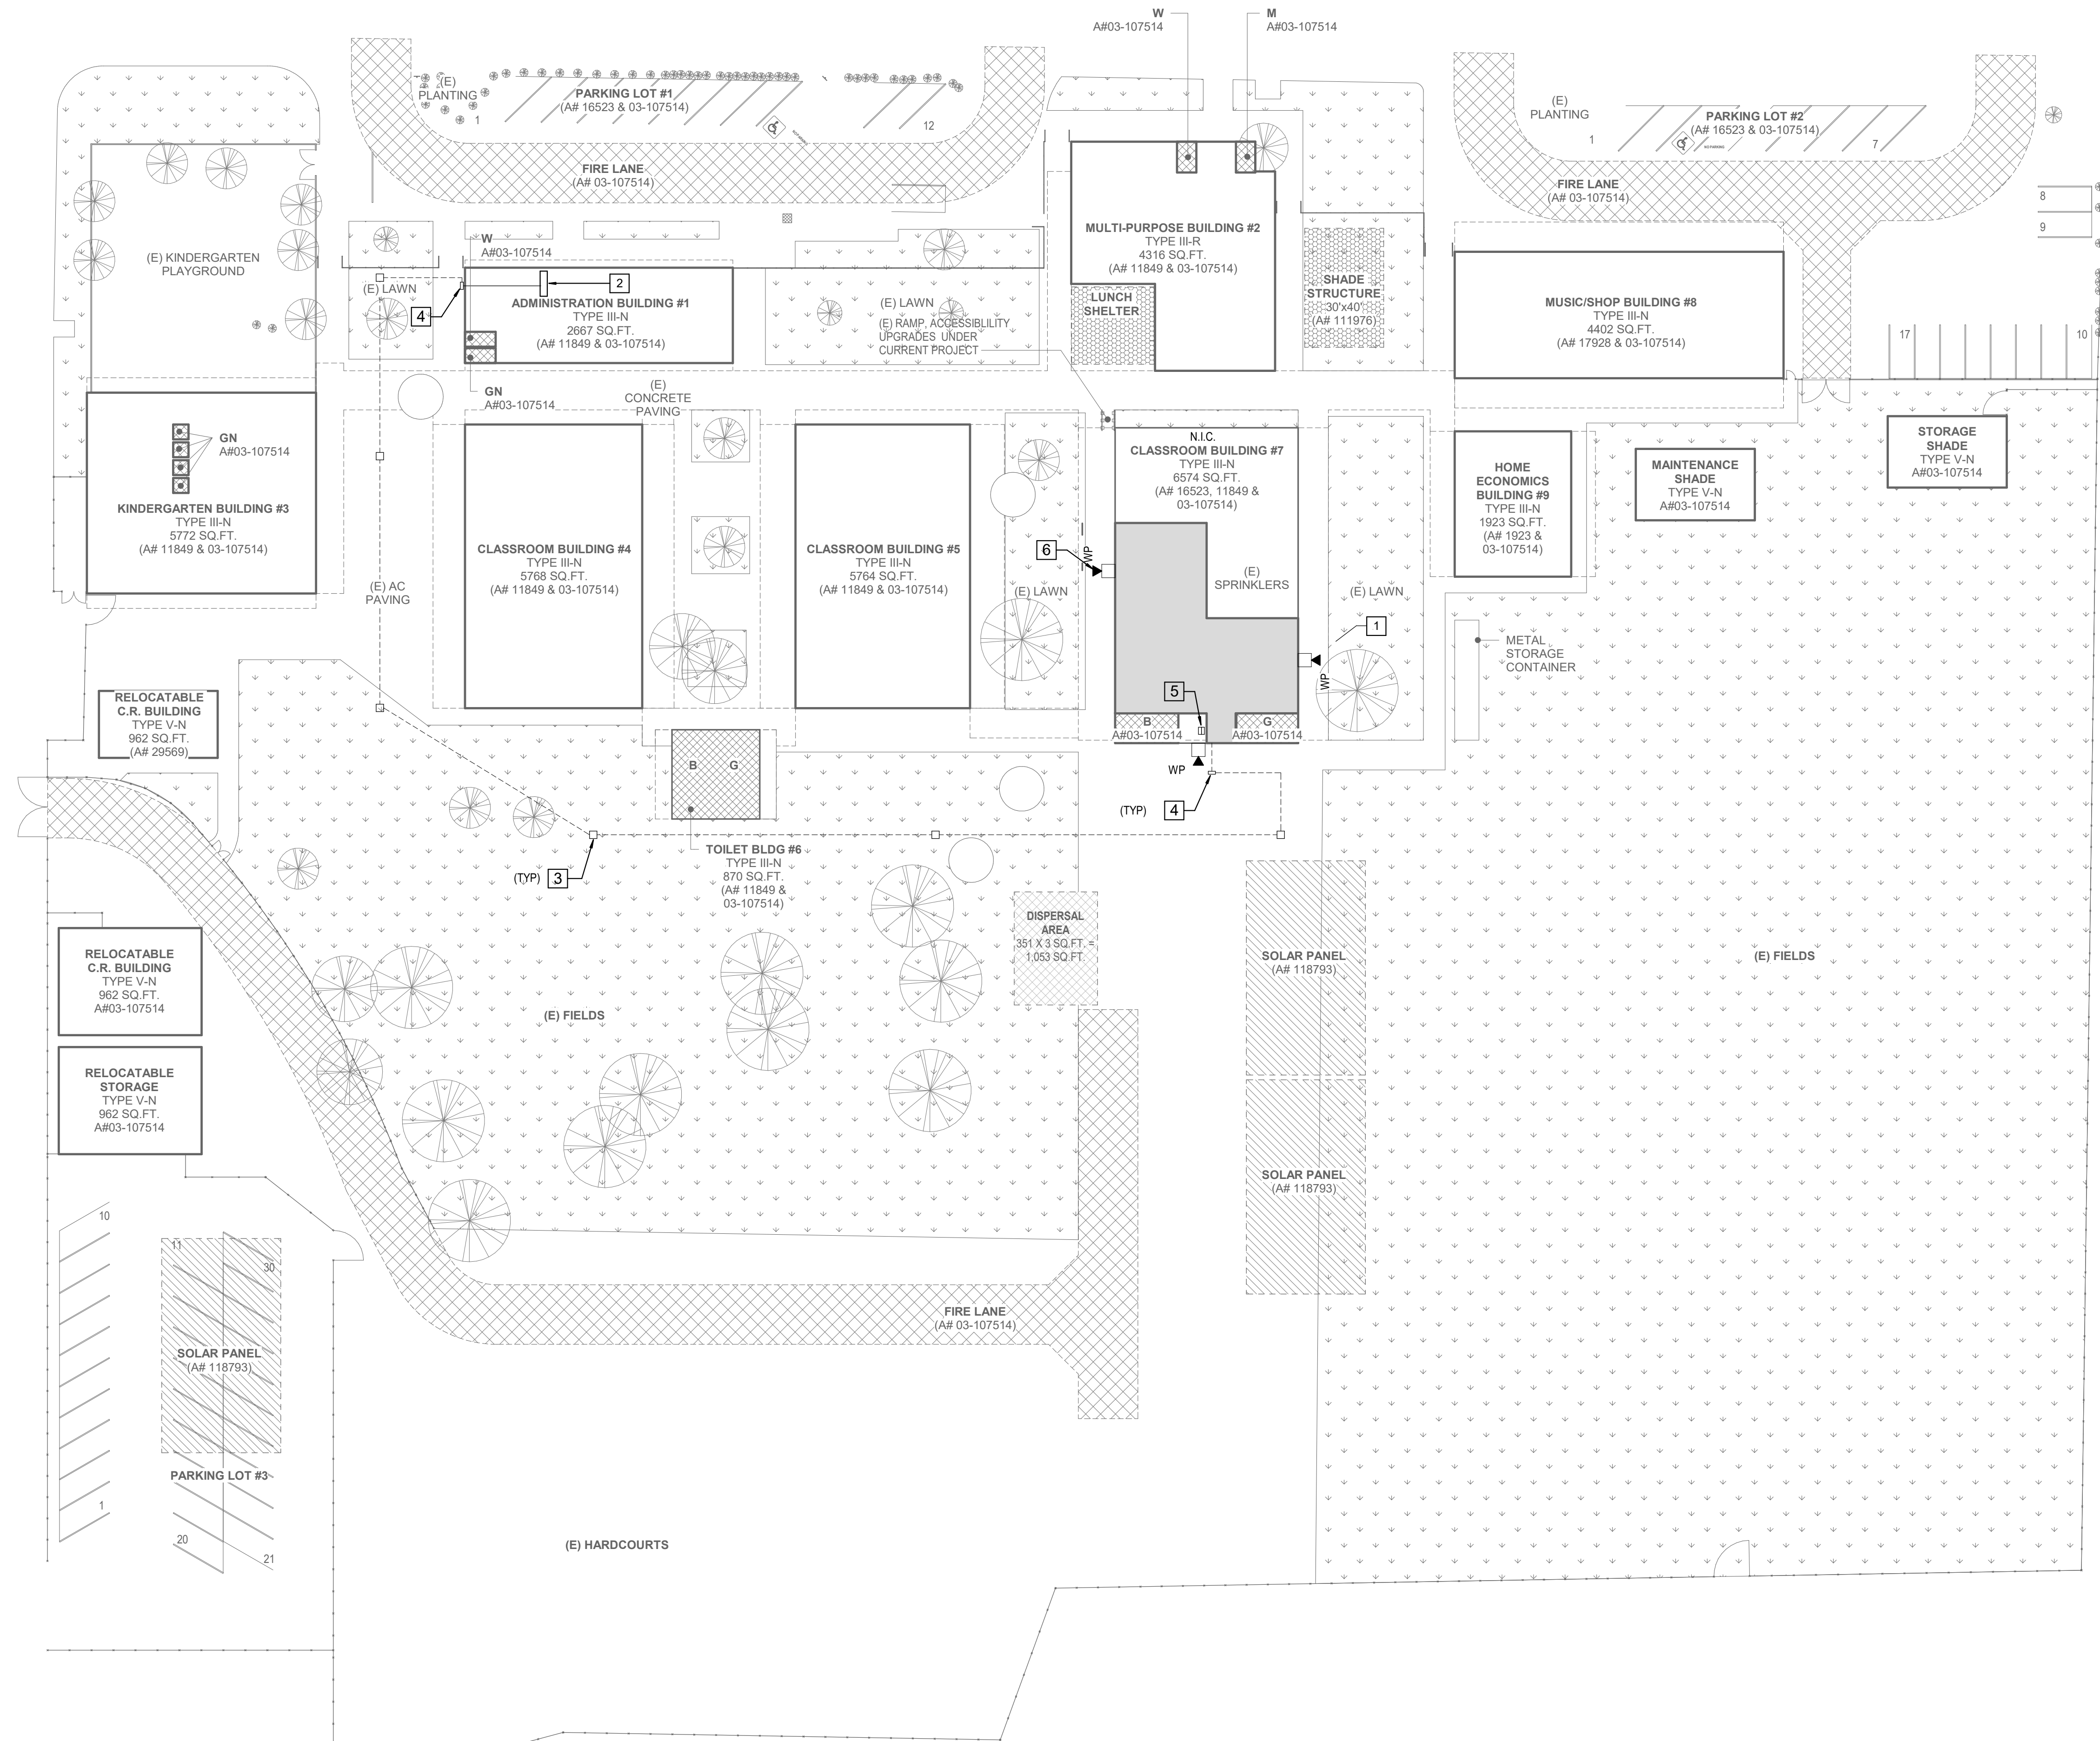 W
A#03-107514
M
A#03-107514
(E)
PLANTING
PARKING LOT #1
(A# 16523 & 03-107514)
1
12
NO PARKING
FIRE LANE
(A# 03-107514)
(E)
PLANTING
PARKING LOT #2
(A# 16523 & 03-107514)
1
7
NO PARKING
FIRE LANE
(A# 03-107514)
8
9
17
10
(E) KINDERGARTEN
PLAYGROUND
(E) LAWN
4
W
A#03-107514
2
ADMINISTRATION BUILDING #1
TYPE III-N
2667 SQ.FT.
(A# 11849 & 03-107514)
GN
A#03-107514
(E) LAWN
(E) RAMP, ACCESSIBLILITY
UPGRADES UNDER
CURRENT PROJECT
MULTI-PURPOSE BUILDING #2
TYPE III-R
4316 SQ.FT.
(A# 11849 & 03-107514)
LUNCH
SHELTER
SHADE
STRUCTURE
30'x40'
(A# 111976)
MUSIC/SHOP BUILDING #8
TYPE III-N
4402 SQ.FT.
(A# 17928 & 03-107514)
(E)
CONCRETE
PAVING
GN
A#03-107514
KINDERGARTEN BUILDING #3
TYPE III-N
5772 SQ.FT.
(A# 11849 & 03-107514)
(E) AC
PAVING
CLASSROOM BUILDING #4
TYPE III-N
5768 SQ.FT.
(A# 11849 & 03-107514)
CLASSROOM BUILDING #5
TYPE III-N
5764 SQ.FT.
(A# 11849 & 03-107514)
(E) LAWN
6
WP
N.I.C.
CLASSROOM BUILDING #7
TYPE III-N
6574 SQ.FT.
(A# 16523, 11849 &
03-107514)
(E)
SPRINKLERS
(E) LAWN
1
WP
5
B
A#03-107514
G
A#03-107514
WP
(TYP)
4
HOME
ECONOMICS
BUILDING #9
TYPE III-N
1923 SQ.FT.
(A# 1923 &
03-107514)
MAINTENANCE
SHADE
TYPE V-N
A#03-107514
STORAGE
SHADE
TYPE V-N
A#03-107514
METAL
STORAGE
CONTAINER
RELOCATABLE
C.R. BUILDING
TYPE V-N
962 SQ.FT.
(A# 29569)
B
G
TOILET BLDG #6
TYPE III-N
870 SQ.FT.
(A# 11849 &
03-107514)
(TYP)
3
DISPERSAL
AREA
351 X 3 SQ.FT. =
1,053 SQ.FT.
RELOCATABLE
C.R. BUILDING
TYPE V-N
962 SQ.FT.
A#03-107514
RELOCATABLE
STORAGE
TYPE V-N
962 SQ.FT.
A#03-107514
(E) FIELDS
SOLAR PANEL
(A# 118793)
SOLAR PANEL
(A# 118793)
(E) FIELDS
10
11
30
SOLAR PANEL
(A# 118793)
PARKING LOT #3
1
20
21
FIRE LANE
(A# 03-107514)
(E) HARDCOURTS